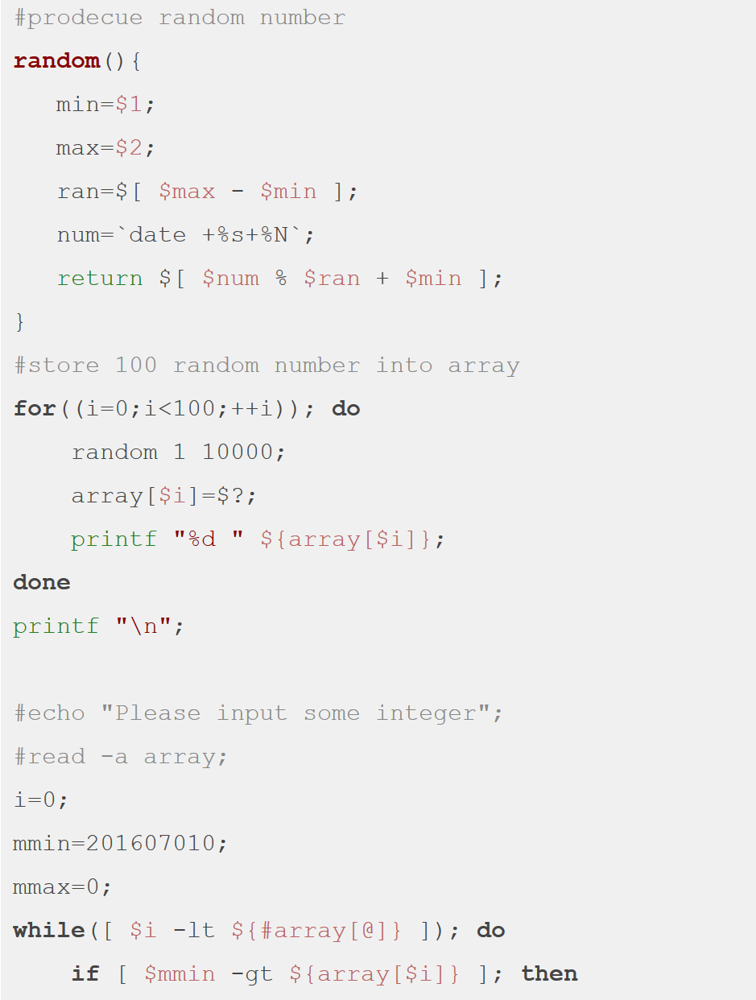 #prodecue random number
random(){
   min=$1;
   max=$2;
   ran=$[ $max - $min ];
   num=`date +%s+%N`;
   return $[ $num % $ran + $min ];
}
#store 100 random number into array
for((i=0;i<100;++i)); do
    random 1 10000;
    array[$i]=$?;
    printf "%d " ${array[$i]};
done
printf "\n";

#echo "Please input some integer";
#read -a array;
i=0;
mmin=201607010;
mmax=0;
while([ $i -lt ${#array[@]} ]); do
    if [ $mmin -gt ${array[$i]} ]; then